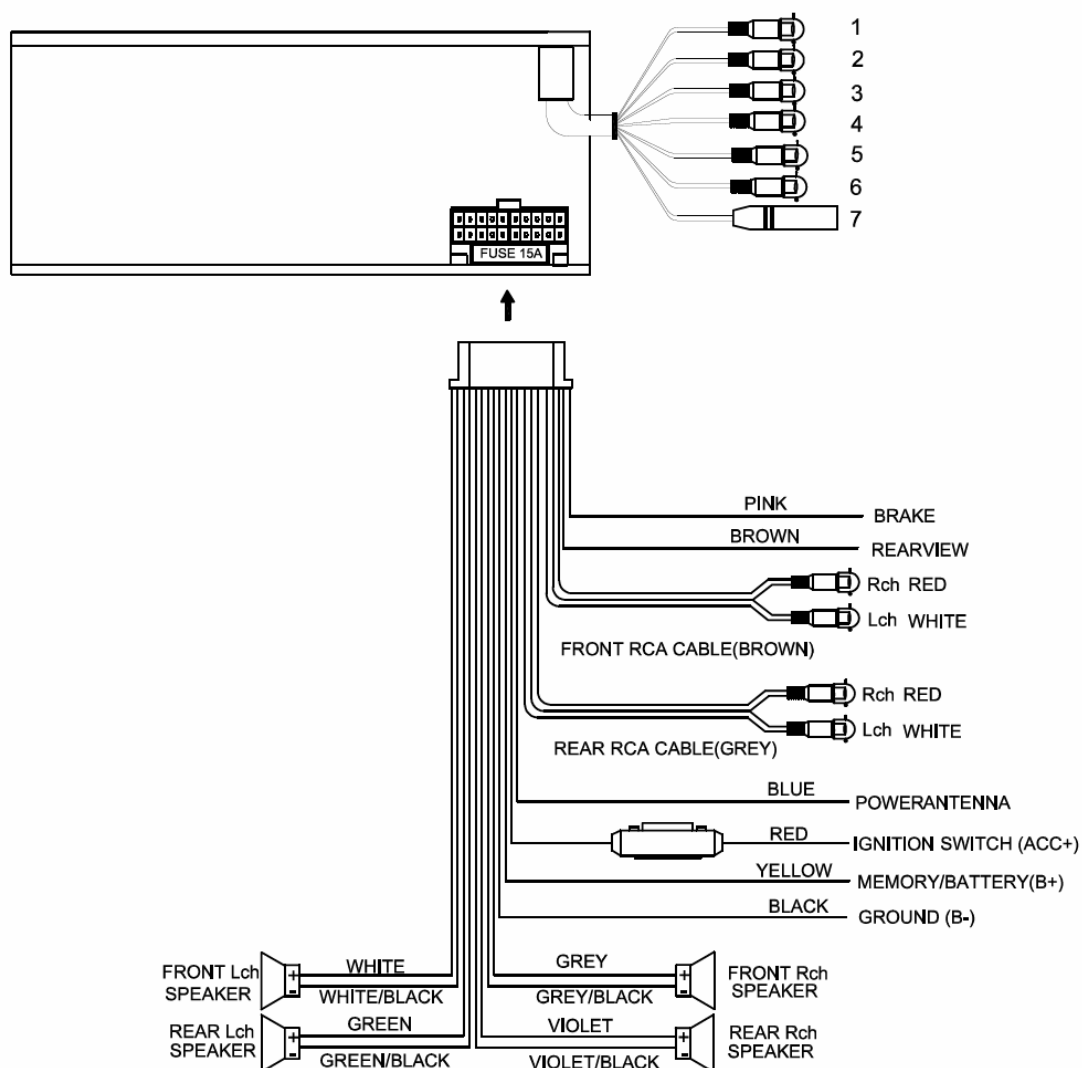 1
2
3
4
5
6
7
FUSE 15A
PINK
BRAKE
BROWN
REARVIEW
Rch RED
Lch WHITE
FRONT RCA CABLE(BROWN)
Rch RED
Lch WHITE
REAR RCA CABLE(GREY)
BLUE
POWERANTENNA
RED
IGNITION SWITCH (ACC+)
YELLOW
MEMORY/BATTERY(B+)
BLACK
GROUND (B-)
FRONT Lch
SPEAKER
+
-
WHITE
WHITE/BLACK
GREY
GREY/BLACK
+
-
FRONT Rch
SPEAKER
REAR Lch
SPEAKER
+
-
GREEN
GREEN/BLACK
VIOLET
VIOLET/BLACK
+
-
REAR Rch
SPEAKER